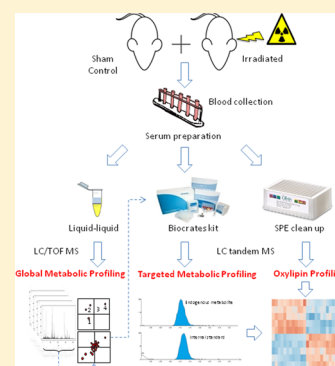 Sham
Control
Irradiated
Blood collection
Serum preparation
Liquid-liquid
Biocrates kit
SPE clean up
LC/TOF MS
LC tandem MS
Global Metabolic Profiling
Targeted Metabolic Profiling
Oxylipin Profili
Endogenous metabolite
Internal standard